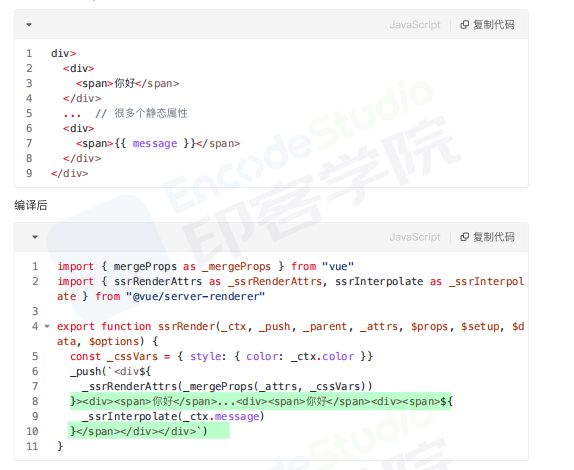 JavaScript 复制代码
1 div>
2 <div>
3 <span>你好</span>
4 </div>
5 ... // 很多个静态属性
6 <div>
7 <span>{{ message }}</span>
8 </div>
9 </div>
编译后
JavaScript 复制代码
1 import { mergeProps as _mergeProps } from "vue"
2 import { ssrRenderAttrs as _ssrRenderAttrs, ssrInterpolate as _ssrInterpol
ate } from "@vue/server-renderer"
3
4 export function ssrRender(_ctx, _push, _parent, _attrs, $props, $setup, $d
ata, $options) {
5 const _cssVars = { style: { color: _ctx.color }}
6 _push(`<div${
7 _ssrRenderAttrs(_mergeProps(_attrs, _cssVars))
8 }><div><span>你好</span>...<div><span>你好</span><div><span>${
9 _ssrInterpolate(_ctx.message)
10 }</span></div></div>`)
11 }
EncodeStudio
印客学院